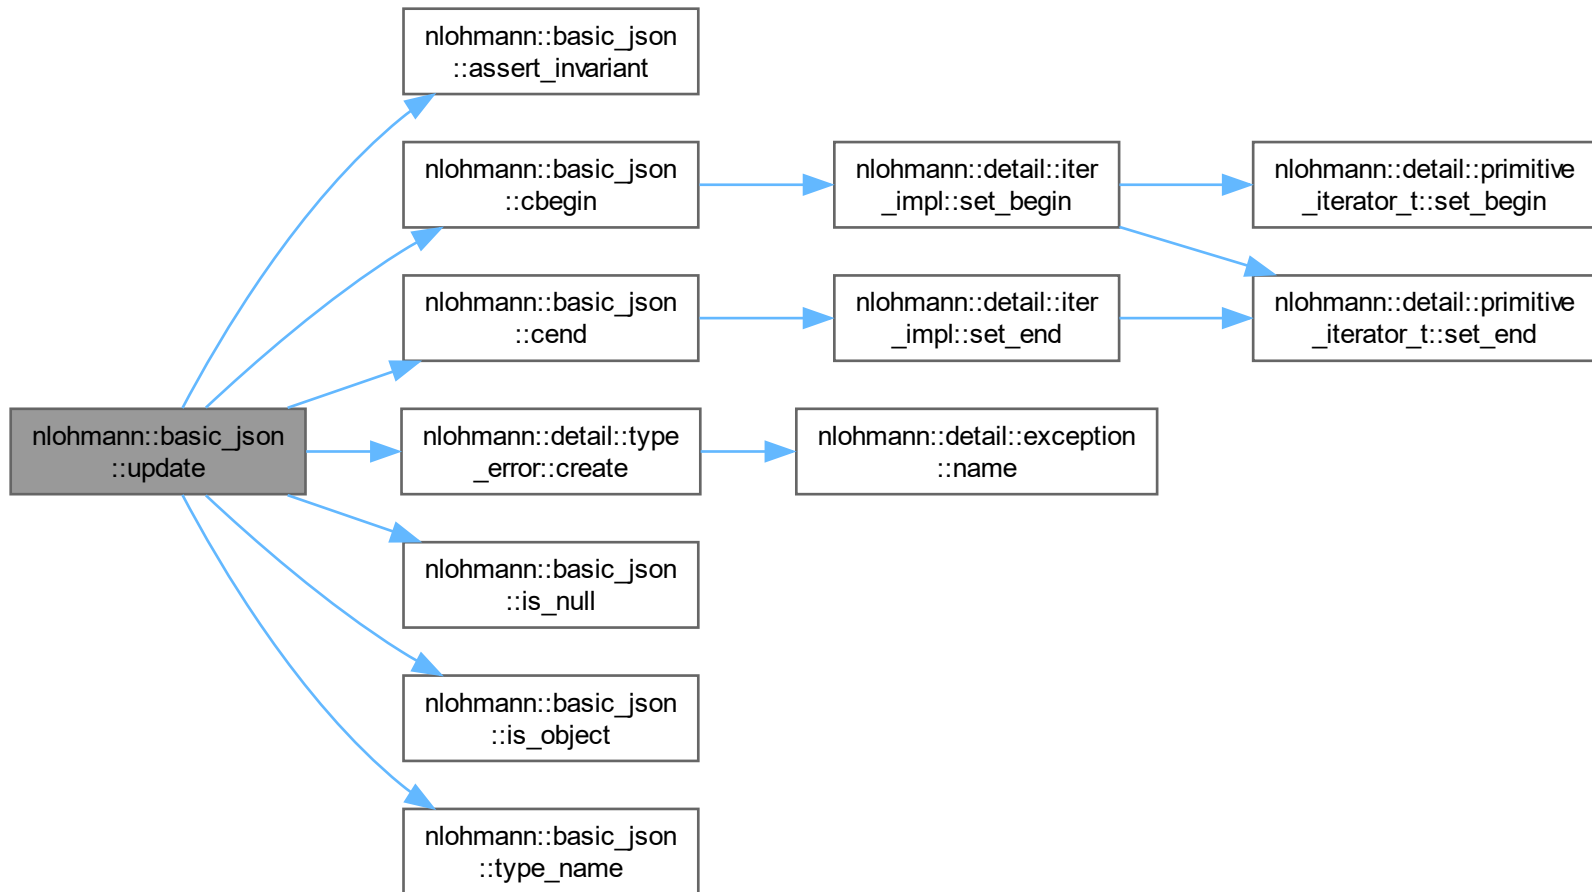 nlohmann::basic_json
::assert_invariant
nlohmann::basic_json
::cbegin
nlohmann::detail::iter
_impl::set_begin
nlohmann::detail::primitive
_iterator_t::set_begin
nlohmann::basic_json
::cend
nlohmann::detail::iter
_impl::set_end
nlohmann::detail::primitive
_iterator_t::set_end
nlohmann::basic_json
::update
nlohmann::detail::type
_error::create
nlohmann::detail::exception
::name
nlohmann::basic_json
::is_null
nlohmann::basic_json
::is_object
nlohmann::basic_json
::type_name